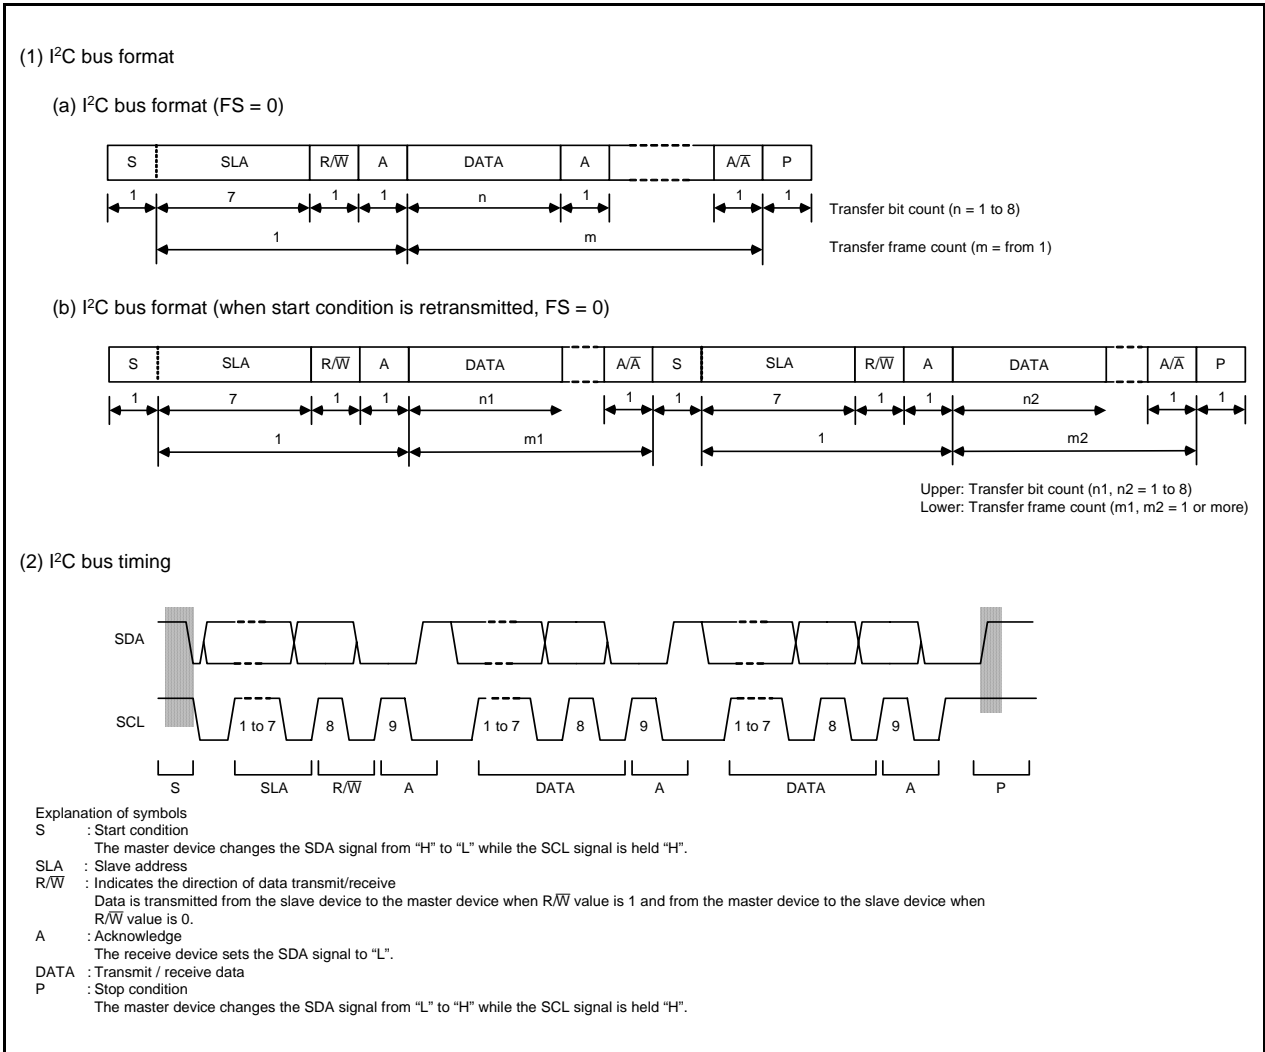 (1) I²C bus format
(a) I²C bus format (FS = 0)
S SLA R/W̅ A DATA A A/A̅ P
1 7 1 1 n 1 1 1
Transfer bit count (n = 1 to 8)
1 m
Transfer frame count (m = from 1)
(b) I²C bus format (when start condition is retransmitted, FS = 0)
S SLA R/W̅ A DATA A/A̅ S SLA R/W̅ A DATA A/A̅ P
1 7 1 1 n1 1 1 7 1 1 n2 1 1
1 m1 1 m2
Upper: Transfer bit count (n1, n2 = 1 to 8)
Lower: Transfer frame count (m1, m2 = 1 or more)
(2) I²C bus timing
SDA
SCL 1 to 7 8 9 1 to 7 8 9 1 to 7 8 9
S SLA R/W̅ A DATA A DATA A P
Explanation of symbols
S : Start condition
The master device changes the SDA signal from “H” to “L” while the SCL signal is held “H”.
SLA : Slave address
R/W̅ : Indicates the direction of data transmit/receive
Data is transmitted from the slave device to the master device when R/W̅ value is 1 and from the master device to the slave device when
R/W̅ value is 0.
A : Acknowledge
The receive device sets the SDA signal to “L”.
DATA : Transmit / receive data
P : Stop condition
The master device changes the SDA signal from “L” to “H” while the SCL signal is held “H”.